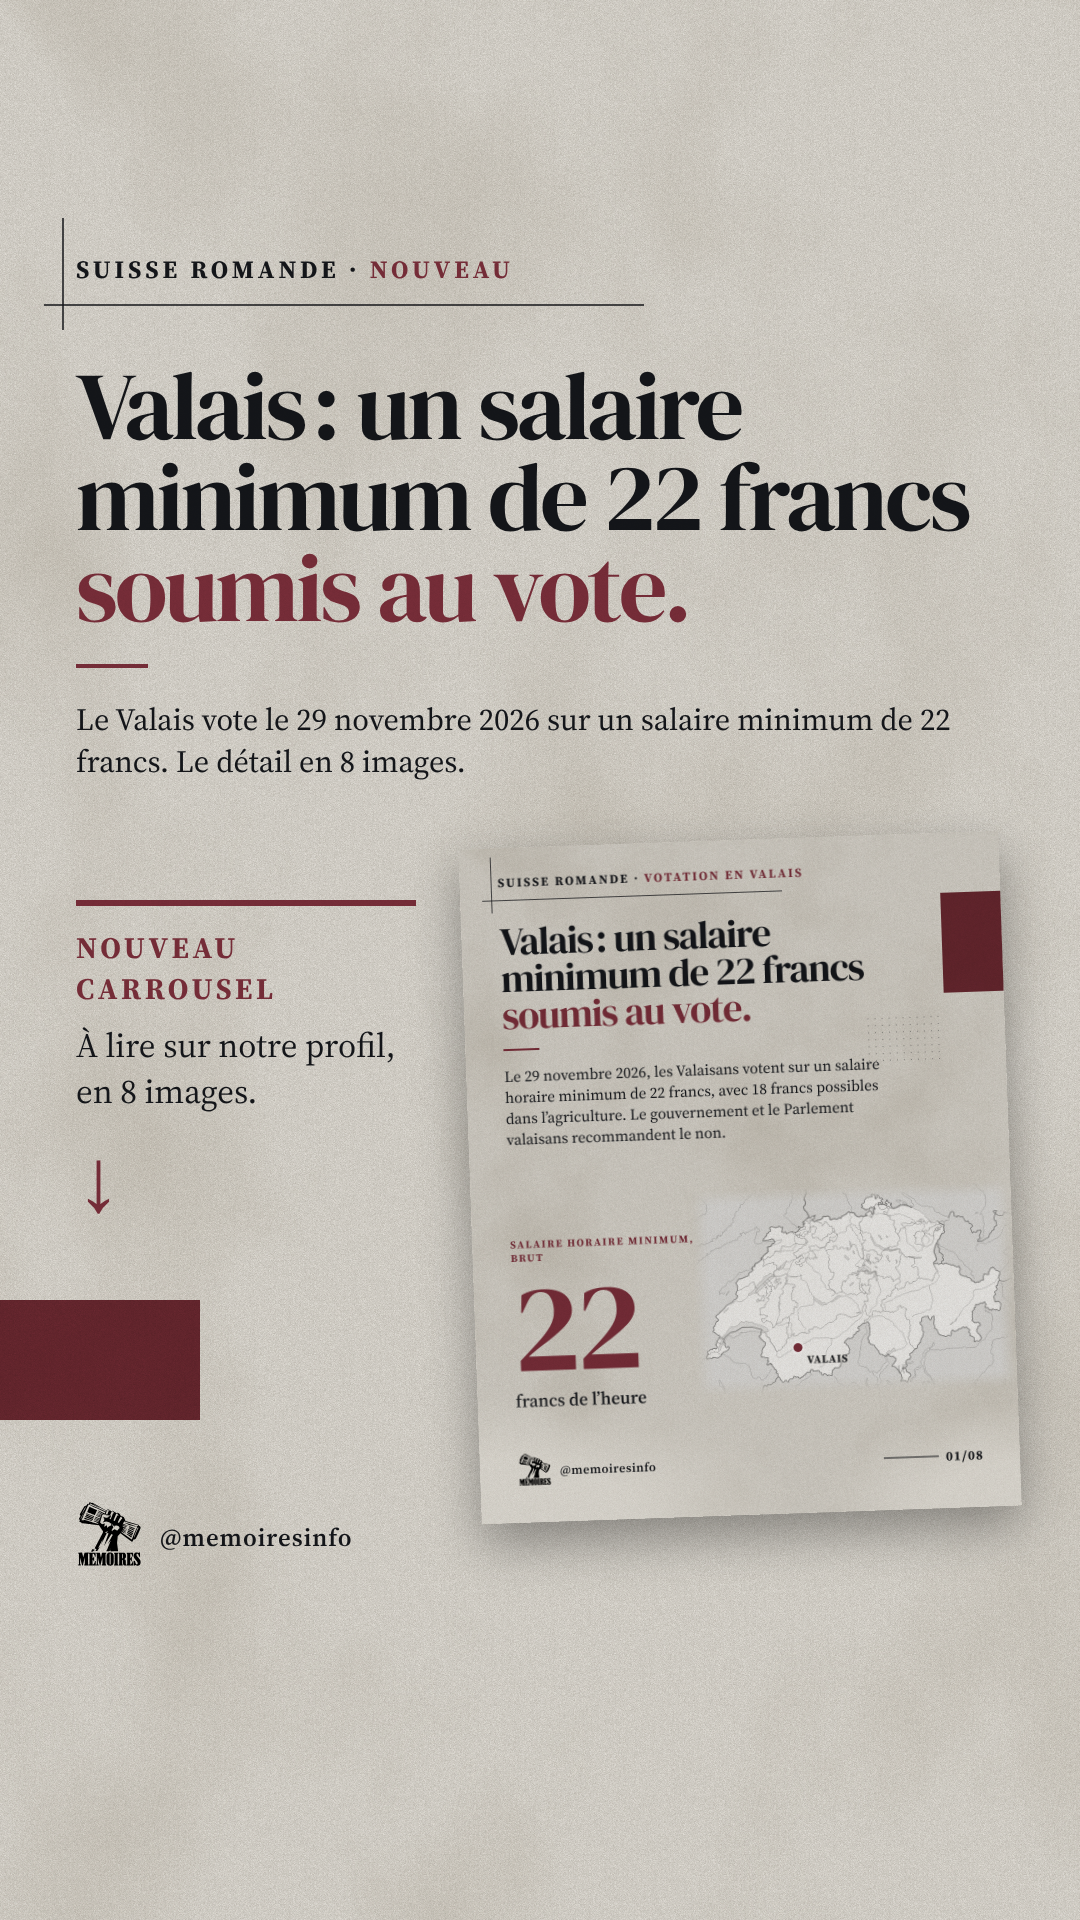 SUISSE ROMANDE · NOUVEAU
Valais : un salaire
minimum de 22 francs
soumis au vote.
Le Valais vote le 29 novembre 2026 sur un salaire minimum de 22
francs. Le détail en 8 images.
NOUVEAU
CARROUSEL
À lire sur notre profil,
en 8 images.
↓
MÉMOIRES
@memoiresinfo
SUISSE ROMANDE · VOTATION EN VALAIS
Valais : un salaire
minimum de 22 francs
soumis au vote.
Le 29 novembre 2026, les Valaisans votent sur un salaire
horaire minimum de 22 francs, avec 18 francs possibles
dans l’agriculture. Le gouvernement et le Parlement
valaisans recommandent le non.
SALAIRE HORAIRE MINIMUM,
BRUT
22
francs de l’heure
VALAIS
MÉMOIRES
@memoiresinfo
01/08